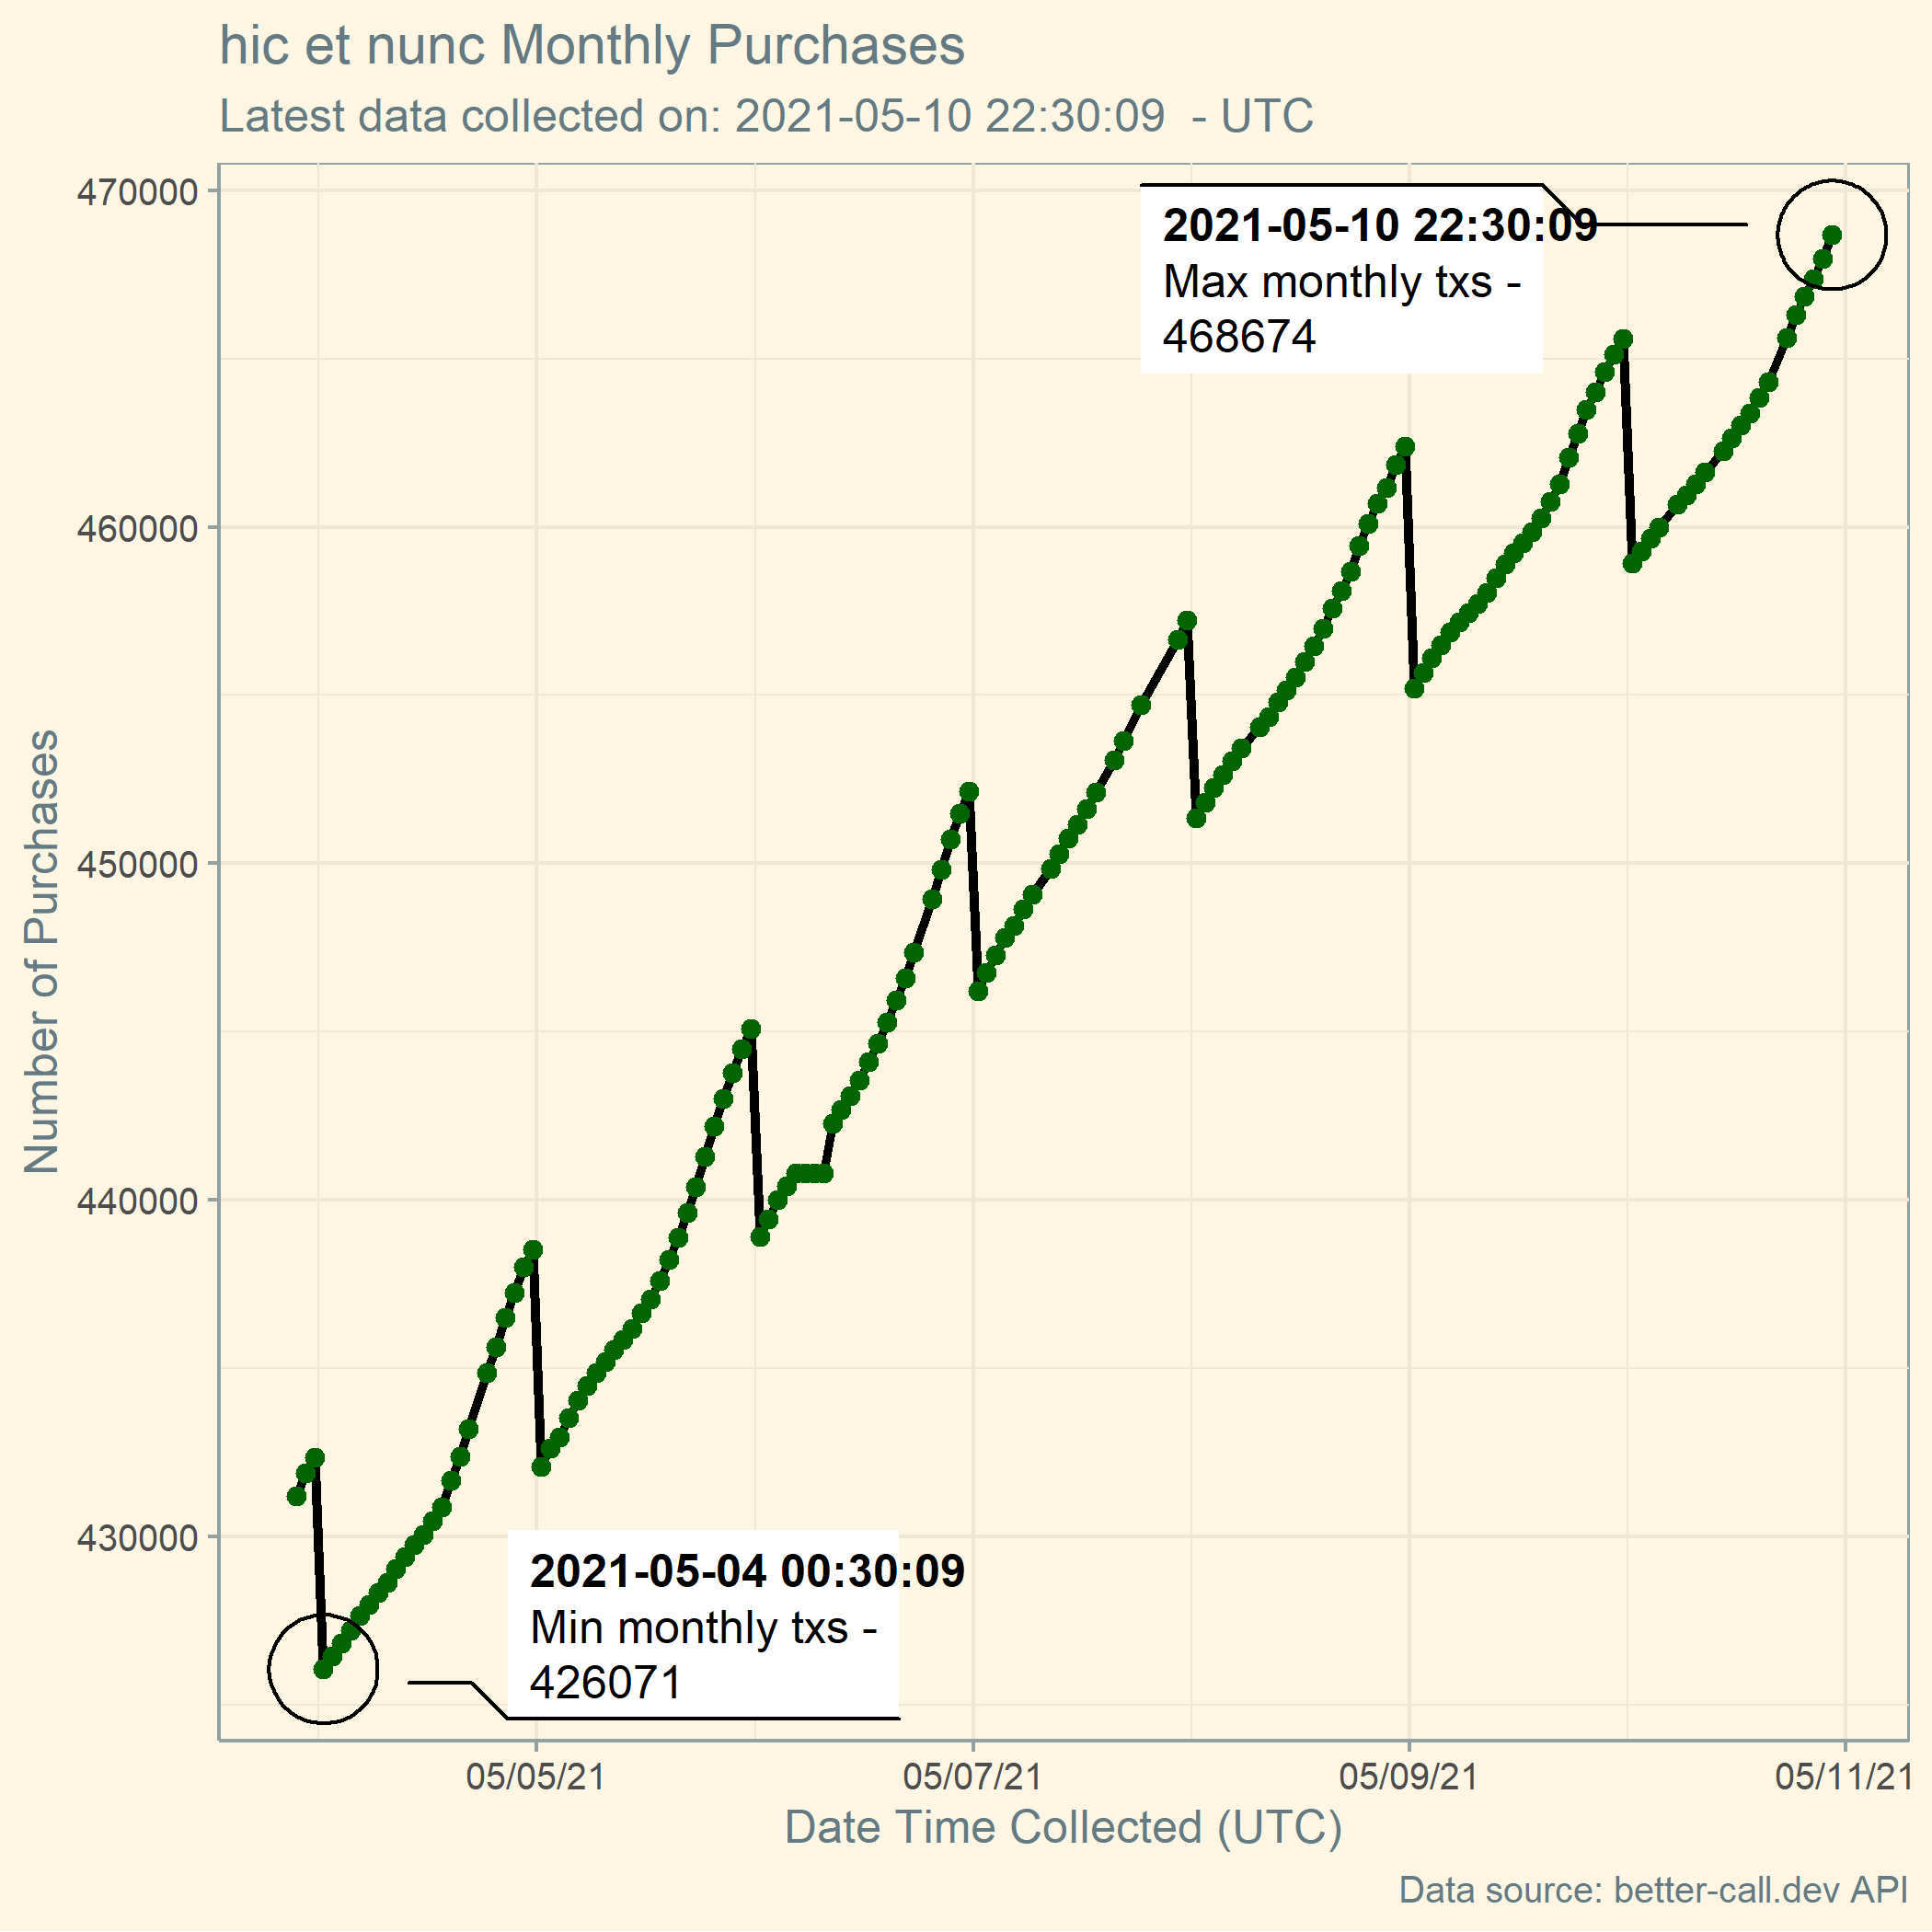 hic et nunc Monthly Purchases
Latest data collected on: 2021-05-10 22:30:09  - UTC
Number of Purchases
470000
460000
450000
440000
430000
2021-05-10 22:30:09
Max monthly txs -
468674
2021-05-04 00:30:09
Min monthly txs -
426071
05/05/21
05/07/21
05/09/21
05/11/21
Date Time Collected (UTC)
Data source: better-call.dev API